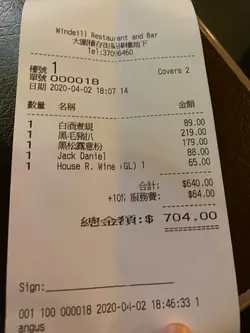 Windmill Restaurant and Bar
地下
Tel:37096460
檯號 1 Covers 2
單號 000018
日期 2020-04-02 18:07 14
數量 名稱 金額
1 白酒煮蜆 89.00
1 黑毛豬扒 219.00
1 黑松露意粉 179.00
1 Jack Daniel 88.00
1 House R. Wine (GL) 1 65.00
合計: $640.00
+10% 服務費: $64.00
總金額: $ 704.00
Sign:
001 100 000018 2020-04-02 18:46:33 1
angus